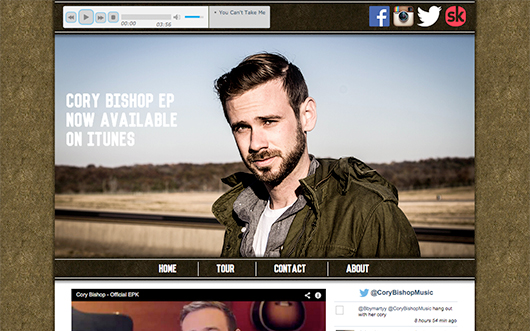 • You Can't Take Me
00:00
03:56
sk
CORY BISHOP EP
NOW AVAILABLE
ON ITUNES
HOME
TOUR
CONTACT
ABOUT
Cory Bishop - Official EPK
@CoryBishopMusic
@CoryBishopMusic hang out
with her cory
8 hours 54 min ago